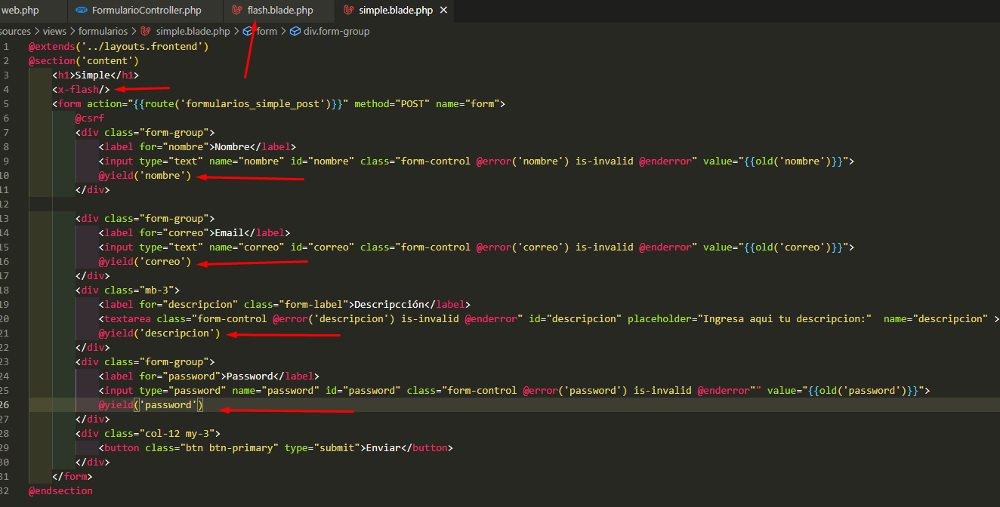 web.php FormularioController.php flash.blade.php simple.blade.php ×
sources > views > formularios > simple.blade.php > form > div.form-group
1 @extends('../layouts.frontend')
2 @section('content')
3 <h1>Simple</h1>
4 <x-flash/>
5 <form action="{{route('formularios_simple_post')}}" method="POST" name="form">
6 @csrf
7 <div class="form-group">
8 <label for="nombre">Nombre</label>
9 <input type="text" name="nombre" id="nombre" class="form-control @error('nombre') is-invalid @enderror" value="{{old('nombre')}}">
10 @yield('nombre')
11 </div>
12
13 <div class="form-group">
14 <label for="correo">Email</label>
15 <input type="text" name="correo" id="correo" class="form-control @error('correo') is-invalid @enderror" value="{{old('correo')}}">
16 @yield('correo')
17 </div>
18 <div class="mb-3">
19 <label for="descripcion" class="form-label">Descripcción</label>
20 <textarea class="form-control @error('descripcion') is-invalid @enderror" id="descripcion" placeholder="Ingresa aqui tu descripcion:"  name="descripcion" >
21 @yield('descripcion')
22 </div>
23 <div class="form-group">
24 <label for="password">Password</label>
25 <input type="password" name="password" id="password" class="form-control @error('password') is-invalid @enderror"" value="{{old('password')}}">
26 @yield('password')
27 </div>
28 <div class="col-12 my-3">
29 <button class="btn btn-primary" type="submit">Enviar</button>
30 </div>
31 </form>
32 @endsection